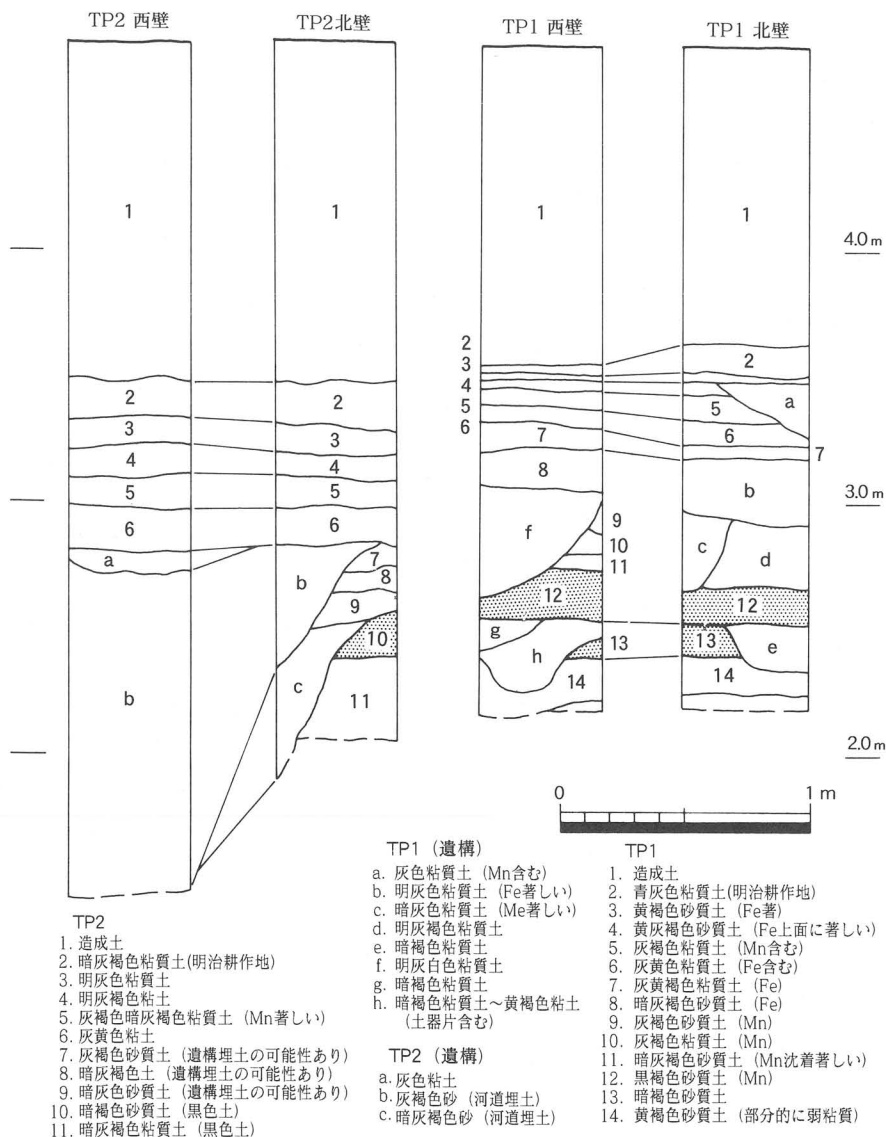 TP2 西壁
TP2北壁
TP1 西壁
TP1 北壁
1
1
1
1
4.0m
2
3
4
5
6
a
b
2
3
4
5
6
7
8
9
10
11
b
c
2
3
4
5
6
7
8
9
10
11
12
13
14
f
g
h
2
a
5
6
7
b
c
d
12
13
e
14
3.0m
2.0m
0
1 m
TP2
1. 造成土
2. 暗灰褐色粘質土(明治耕作地)
3. 明灰色粘質土
4. 明灰褐色粘土
5. 灰褐色暗灰褐色粘質土 (Mn著しい)
6. 灰黄色粘土
7. 灰褐色砂質土 (遺構埋土の可能性あり)
8. 暗灰褐色土 (遺構埋土の可能性あり)
9. 暗灰色砂質土 (遺構埋土の可能性あり)
10. 暗褐色砂質土 (黒色土)
11. 暗灰褐色粘質土 (黒色土)
TP1 (遺構)
a. 灰色粘質土 (Mn含む)
b. 明灰色粘質土 (Fe著しい)
c. 暗灰色粘質土 (Me著しい)
d. 明灰褐色粘質土
e. 暗褐色粘質土
f. 明灰白色粘質土
g. 暗褐色粘質土
h. 暗褐色粘質土～黄褐色粘土
(土器片含む)
TP2 (遺構)
a. 灰色粘土
b. 灰褐色砂 (河道埋土)
c. 暗灰褐色砂 (河道埋土)
TP1
1. 造成土
2. 青灰色粘質土(明治耕作地)
3. 黄褐色砂質土 (Fe著)
4. 黄灰褐色砂質土 (Fe上面に著しい)
5. 灰褐色粘質土 (Mn含む)
6. 灰黄色粘質土 (Fe含む)
7. 灰黄褐色粘質土 (Fe)
8. 暗灰褐色砂質土 (Fe)
9. 灰褐色砂質土 (Mn)
10. 灰褐色粘質土 (Mn)
11. 暗灰褐色砂質土 (Mn沈着著しい)
12. 黒褐色砂質土 (Mn)
13. 暗褐色砂質土
14. 黄褐色砂質土 (部分的に弱粘質)